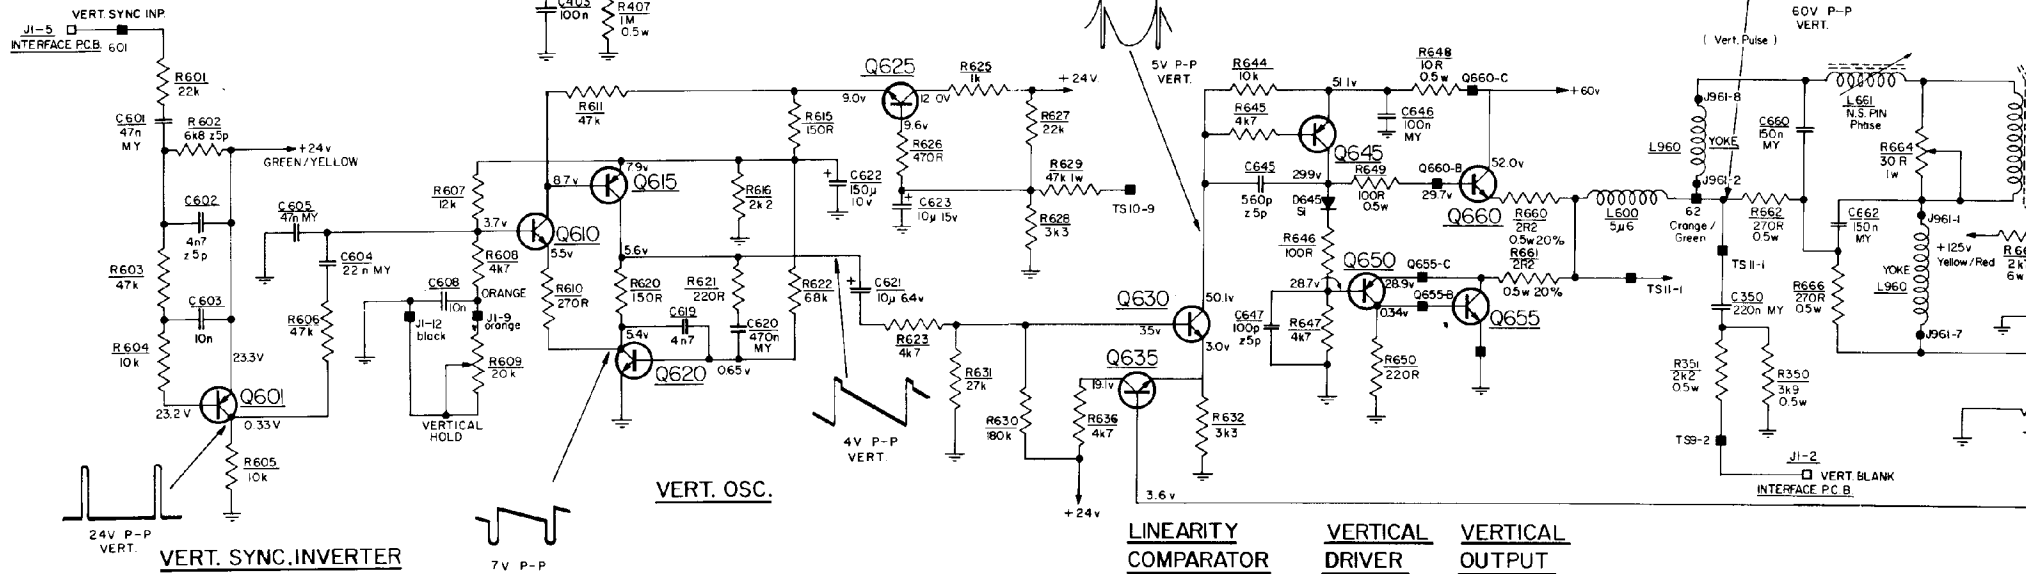 VERT. SYNC INP.
J1-5
INTERFACE P.C.B. 601
R601
22k
C601
47n
MY
R602
6k8 z5p
+24v
GREEN/YELLOW
C602
4n7
z5p
R603
47k
C603
10n
R604
10k
23.3V
Q601
23.2V
0.33V
R605
10k
24V P-P
VERT.
VERT. SYNC. INVERTER
C605
47n MY
C604
22n MY
R606
47k
C608
10n
J1-12
black
VERTICAL
HOLD
R607
12k
3.7v
R608
4k7
ORANGE
J1-9
orange
R609
20k
7V P-P
C403
100n
R407
1M
0.5w
R611
47k
8.7v
Q610
5.5v
R610
270R
7.9v
Q615
5.6v
R620
150R
5.4v
Q620
C619
4n7
R621
220R
C620
470n
MY
0.65v
R616
2k2
R615
150R
R622
68k
C622
150µ
10v
VERT. OSC.
Q625
9.0v
12.0V
9.6v
R625
1k
+24V.
R626
470R
R627
22k
C623
10µ 15v
R629
47k 1w
TS10-9
R628
3k3
C621
10µ 6.4v
R623
4k7
4V P-P
VERT.
R631
27k
R630
180k
R636
4k7
+24v
5V P-P
VERT.
Q630
50.1v
3.5v
3.0v
Q635
19.1v
R632
3k3
3.6v
LINEARITY
COMPARATOR
R644
10k
R645
4k7
51.1v
Q645
C645
560p
z5p
29.9v
D645
Si
R646
100R
28.7v
C647
100p
z5p
R647
4k7
R648
10R
0.5w
Q660-C
+60v
C646
100n
MY
R649
100R
0.5w
Q660-B
29.7v
52.0v
Q660
Q650
Q655-C
28.9v
Q655-B
0.34v
Q655
R650
220R
R660
2R2
0.5w 20%
R661
2R2
0.5w 20%
L600
5µ6
TS11-1
VERTICAL
DRIVER
VERTICAL
OUTPUT
60V P-P
VERT.
( Vert. Pulse )
J961-8
L960
YOKE
J961-2
62
Orange/
Green
R662
270R
0.5w
TS11-1
C350
220n MY
R351
2k2
0.5w
R350
3k9
0.5w
TS9-2
J1-2
VERT. BLANK
INTERFACE P.C.B.
C660
150n
MY
L661
N.S. PIN
Phase
R664
30R
1w
C662
150n
MY
J961-1
YOKE
L960
J961-7
R666
270R
0.5w
+125v
Yellow/Red